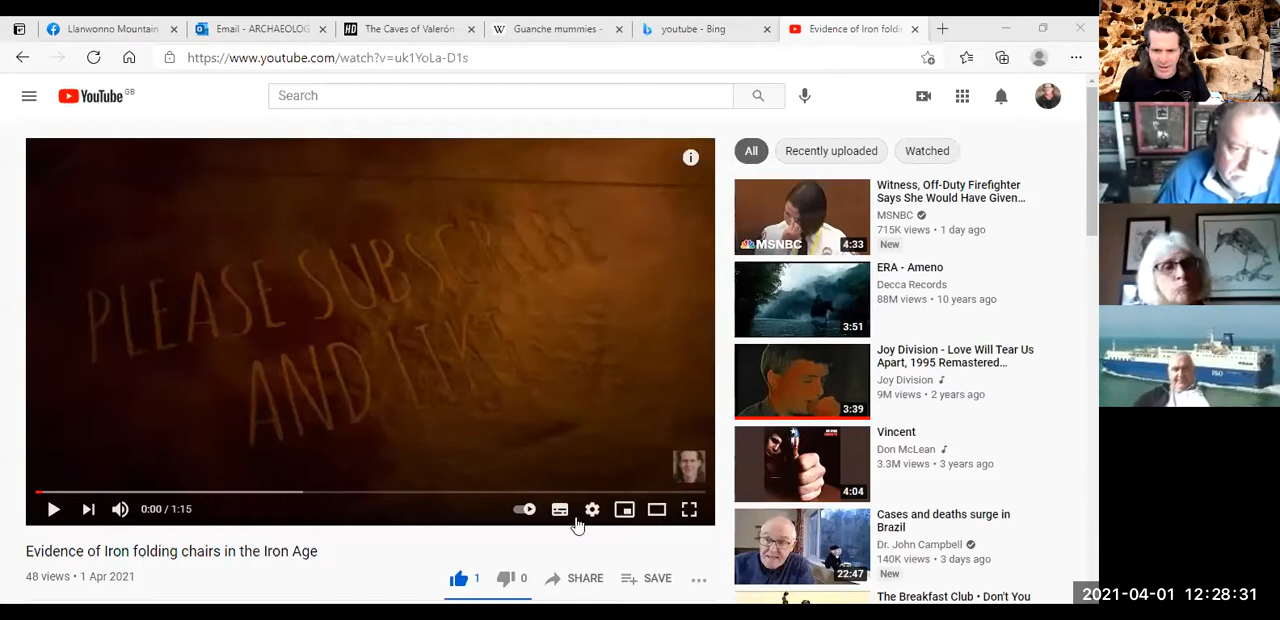 Llanwonno Mountain
Email - ARCHAEOLOG
HD
The Caves of Valerón
W
Guanche mummies -
youtube - Bing
Evidence of Iron foldi
https://www.youtube.com/watch?v=uk1YoLa-D1s
YouTube GB
Search
PLEASE SUBSCRIBE
AND LIKE
0:00 / 1:15
Evidence of Iron folding chairs in the Iron Age
48 views • 1 Apr 2021
1
0
SHARE
SAVE
All
Recently uploaded
Watched
MSNBC
4:33
Witness, Off-Duty Firefighter
Says She Would Have Given…
MSNBC
715K views • 1 day ago
New
3:51
ERA - Ameno
Decca Records
88M views • 10 years ago
3:39
Joy Division - Love Will Tear Us
Apart, 1995 Remastered…
Joy Division
9M views • 2 years ago
4:04
Vincent
Don McLean
3.3M views • 3 years ago
22:47
Cases and deaths surge in
Brazil
Dr. John Campbell
140K views • 3 days ago
New
The Breakfast Club • Don't You
P&O
2021-04-01 12:28:31